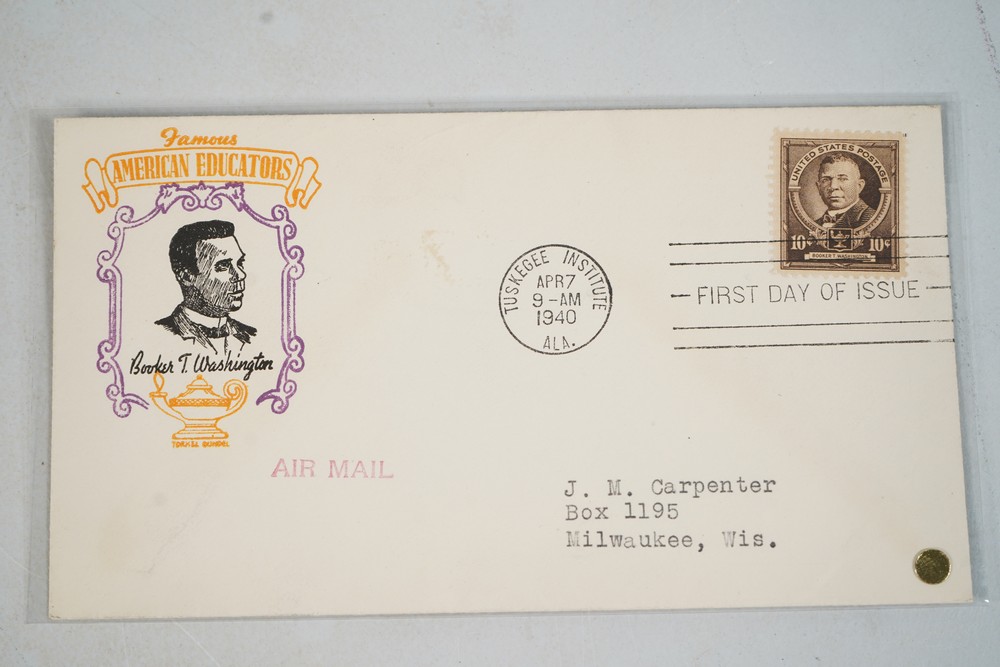 Famous
AMERICAN EDUCATORS
Booker T. Washington
AIR MAIL
TUSKEGEE INSTITUTE
APR 7
9-AM
1940
ALA.
UNITED STATES POSTAGE
10¢ 10¢
BOOKER T. WASHINGTON
FIRST DAY OF ISSUE
J. M. Carpenter
Box 1195
Milwaukee, Wis.